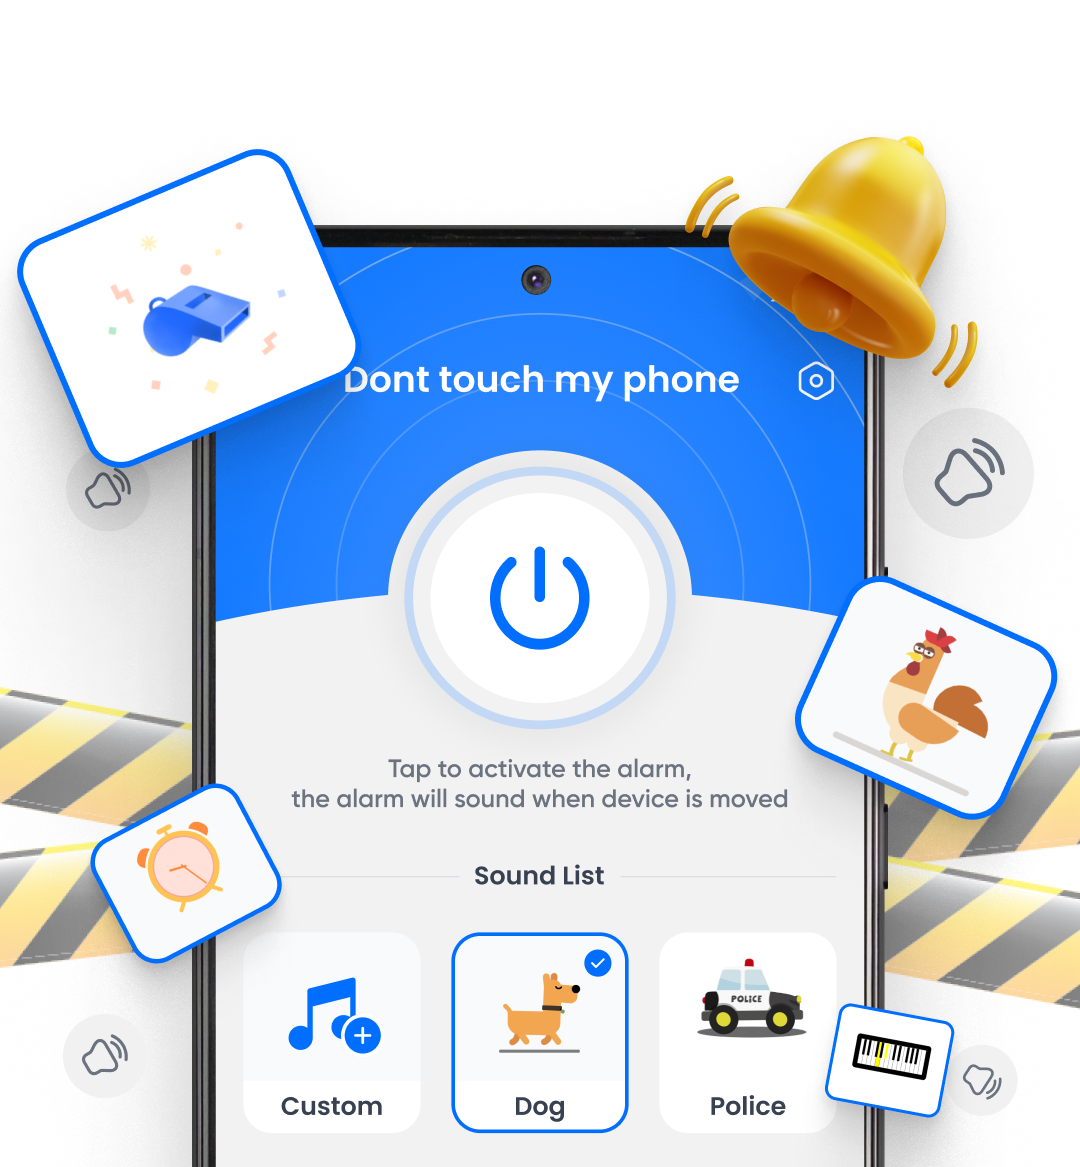 Dont touch my phone
Tap to activate the alarm,
the alarm will sound when device is moved
Sound List
POLICE
Custom
Dog
Police